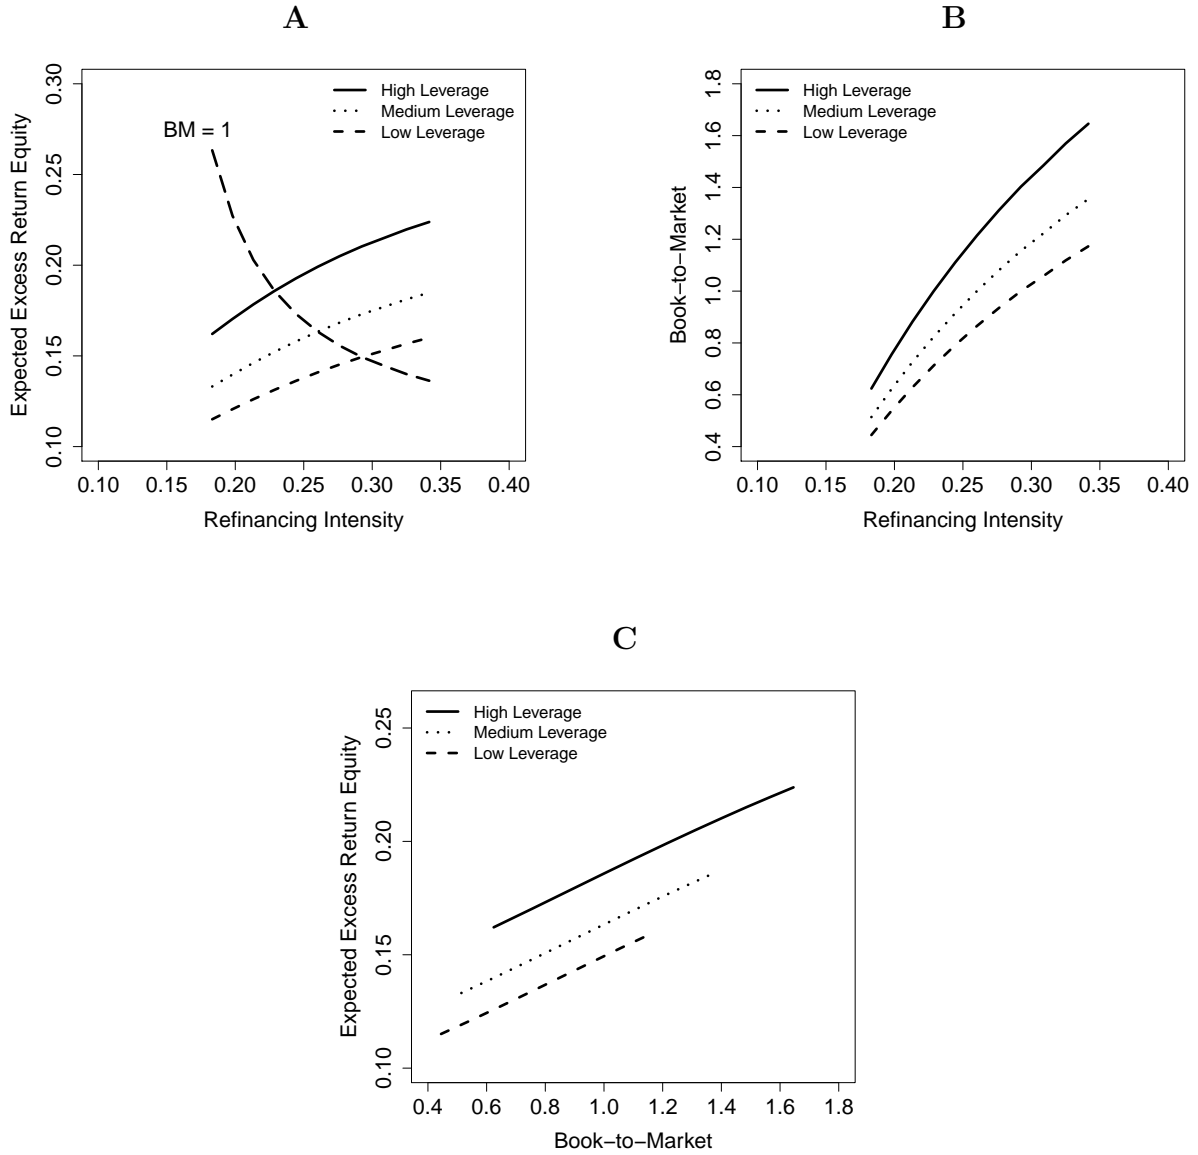 A
Expected Excess Return Equity
0.30
0.25
0.20
0.15
0.10
High Leverage
Medium Leverage
Low Leverage
BM = 1
0.10 0.15 0.20 0.25 0.30 0.35 0.40
Refinancing Intensity
B
Book−to−Market
1.8
1.6
1.4
1.2
1.0
0.8
0.6
0.4
High Leverage
Medium Leverage
Low Leverage
0.10 0.15 0.20 0.25 0.30 0.35 0.40
Refinancing Intensity
C
Expected Excess Return Equity
0.25
0.20
0.15
0.10
High Leverage
Medium Leverage
Low Leverage
0.4 0.6 0.8 1.0 1.2 1.4 1.6 1.8
Book−to−Market